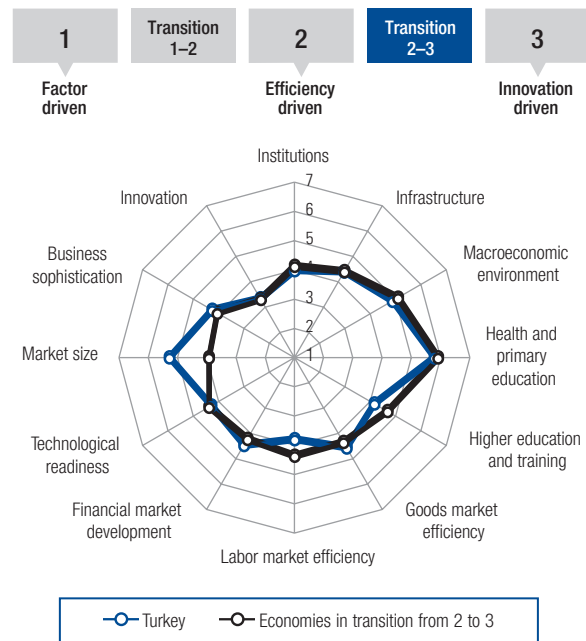 1
Transition
1–2
2
Transition
2–3
3
Factor
driven
Efficiency
driven
Innovation
driven
Institutions
Innovation
7
Infrastructure
6
Business
sophistication
5
Macroeconomic
environment
4
3
2
Market size
1
Health and
primary
education
Technological
readiness
Higher education
and training
Financial market
development
Goods market
efficiency
Labor market efficiency
Turkey
Economies in transition from 2 to 3